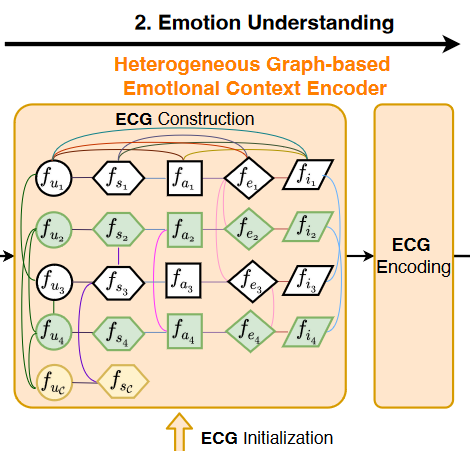 2. Emotion Understanding
Heterogeneous Graph-based
Emotional Context Encoder
ECG Construction
f_{u_1} f_{s_1} f_{a_1} f_{e_1} f_{i_1}
f_{u_2} f_{s_2} f_{a_2} f_{e_2} f_{i_2}
f_{u_3} f_{s_3} f_{a_3} f_{e_3} f_{i_3}
f_{u_4} f_{s_4} f_{a_4} f_{e_4} f_{i_4}
f_{u_C} f_{s_C}
ECG
Encoding
ECG Initialization